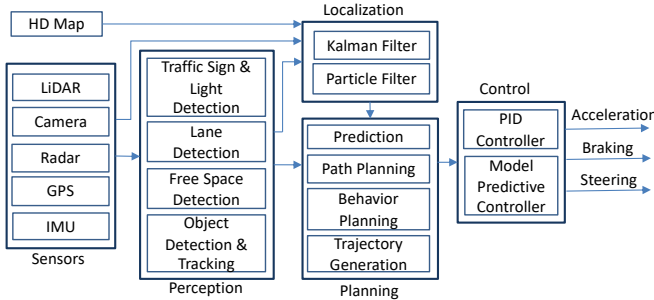 HD Map
LiDAR
Camera
Radar
GPS
IMU
Sensors
Traffic Sign &
Light
Detection
Lane
Detection
Free Space
Detection
Object
Detection &
Tracking
Perception
Localization
Kalman Filter
Particle Filter
Prediction
Path Planning
Behavior
Planning
Trajectory
Generation
Planning
Control
PID
Controller
Model
Predictive
Controller
Acceleration
Braking
Steering